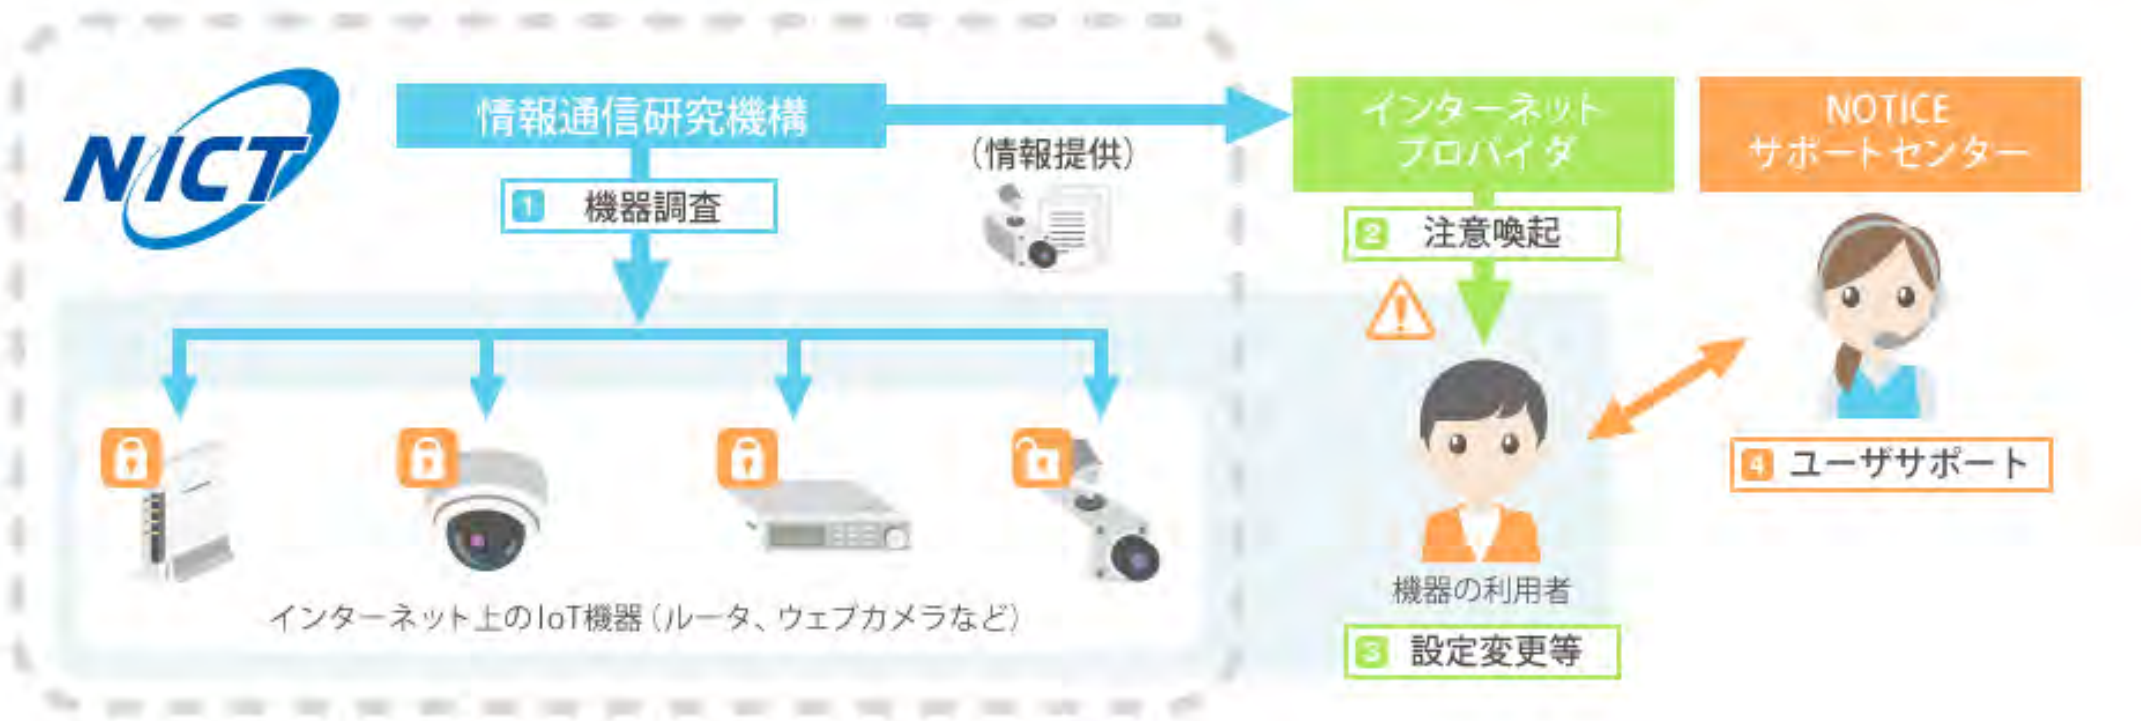 NICT
情報通信研究機構
1 機器調査
(情報提供)
インターネット
プロバイダ
2 注意喚起
NOTICE
サポートセンター
インターネット上のIoT機器(ルータ、ウェブカメラなど)
機器の利用者
3 設定変更等
4 ユーザサポート